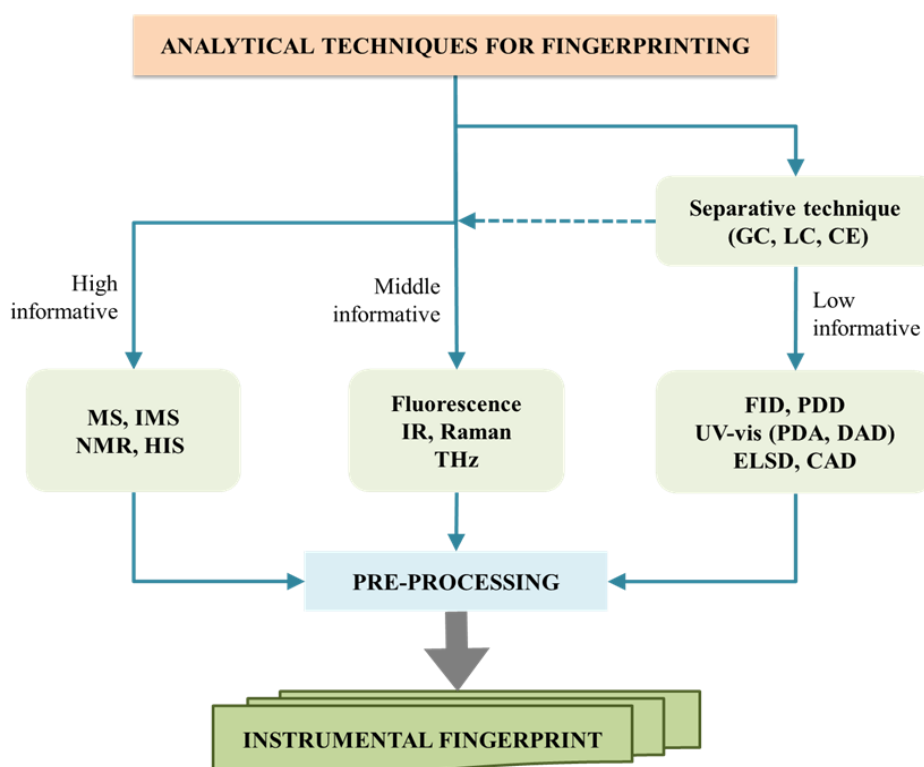 ANALYTICAL TECHNIQUES FOR FINGERPRINTING
Separative technique
(GC, LC, CE)
High
informative
Middle
informative
Low
informative
MS, IMS
NMR, HIS
Fluorescence
IR, Raman
THz
FID, PDD
UV-vis (PDA, DAD)
ELSD, CAD
PRE-PROCESSING
INSTRUMENTAL FINGERPRINT